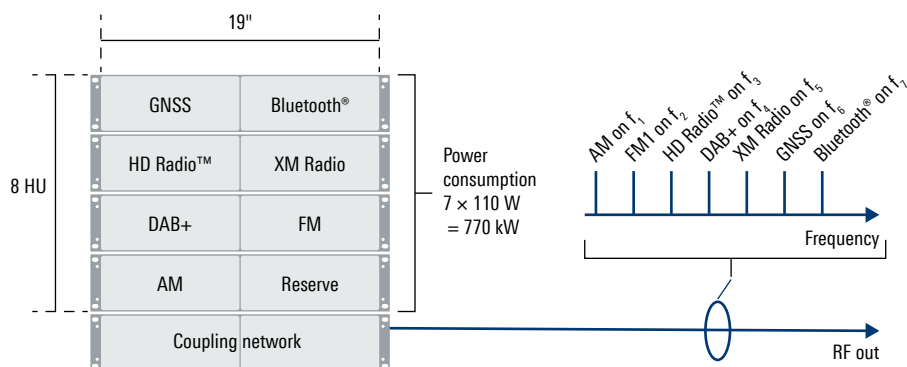 19"
GNSS
Bluetooth®
HD Radio™
XM Radio
DAB+
FM
AM
Reserve
Coupling network
8 HU
Power
consumption
7 × 110 W
= 770 kW
AM on f₁
FM1 on f₂
HD Radio™ on f₃
DAB+ on f₄
XM Radio on f₅
GNSS on f₆
Bluetooth® on f₇
Frequency
RF out